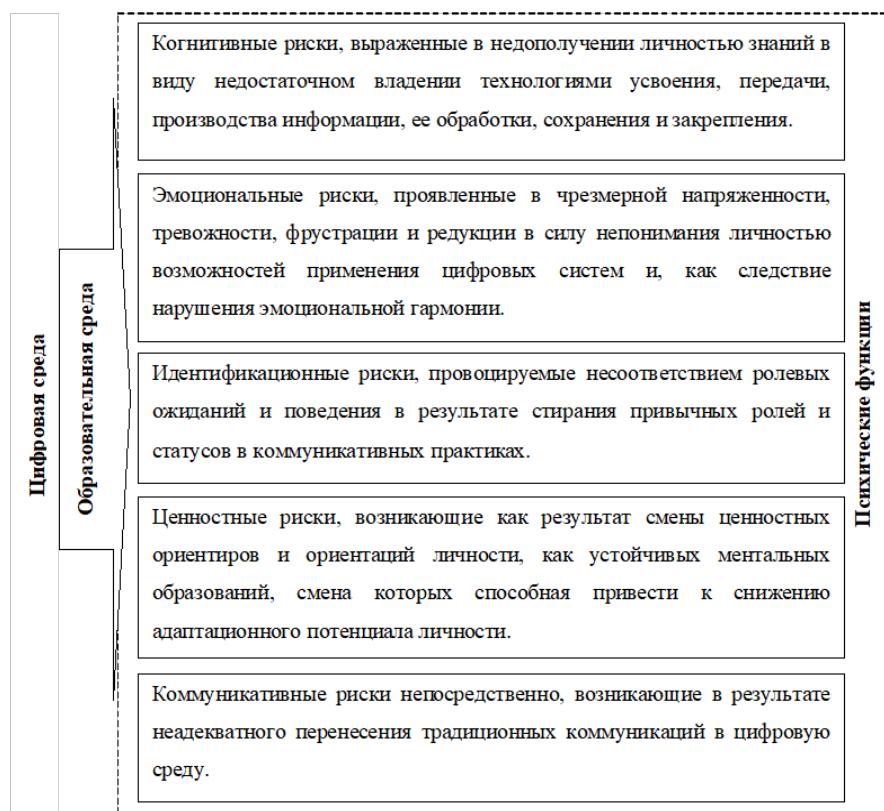 Цифровая среда
Образовательная среда
Когнитивные риски, выраженные в недополучении личностью знаний в
виду недостаточном владении технологиями усвоения, передачи,
производства информации, ее обработки, сохранения и закрепления.
Эмоциональные риски, проявленные в чрезмерной напряженности,
тревожности, фрустрации и редукции в силу непонимания личностью
возможностей применения цифровых систем и, как следствие
нарушения эмоциональной гармонии.
Идентификационные риски, провоцируемые несоответствием ролевых
ожиданий и поведения в результате стирания привычных ролей и
статусов в коммуникативных практиках.
Ценностные риски, возникающие как результат смены ценностных
ориентиров и ориентаций личности, как устойчивых ментальных
образований, смена которых способная привести к снижению
адаптационного потенциала личности.
Коммуникативные риски непосредственно, возникающие в результате
неадекватного перенесения традиционных коммуникаций в цифровую
среду.
Психические функции